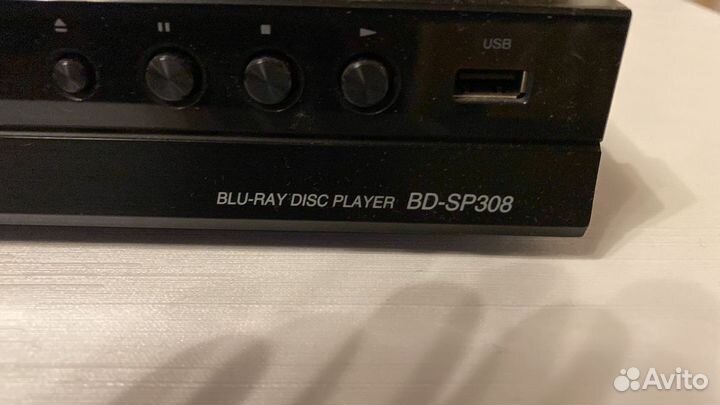 USB
BLU-RAY DISC PLAYER BD-SP308
Avito